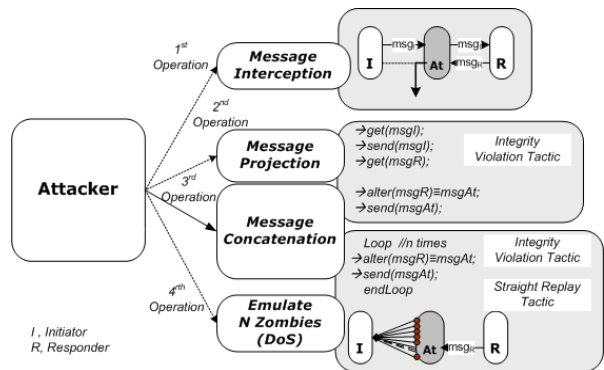 Attacker
1st
Operation
2nd
Operation
3rd
Operation
4rth
Operation
I , Initiator
R, Responder
Message
Interception
I
msgI
At
msgI
msgR
R
Message
Projection
→get(msgI);
→send(msgI);
→get(msgR);
→alter(msgR)≡msgAt;
→send(msgAt);
Integrity
Violation Tactic
Message
Concatenation
Loop //n times
→alter(msgR)≡msgAt;
→send(msgAt);
endLoop
Integrity
Violation Tactic
Straight Replay
Tactic
Emulate
N Zombies
(DoS)
I
At
msgR
R